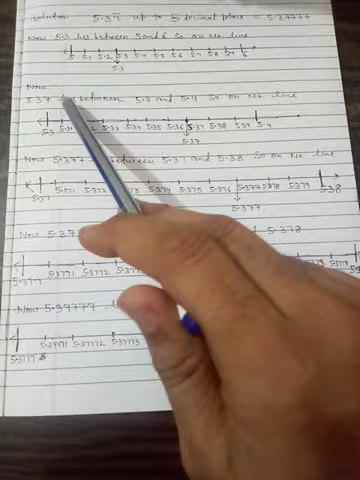 Solution 5.37̄ up to 5 decimal place = 5.37777
Now 5.3 lies between 5 and 6 So on No line
5 5.1 5.2 5.3 5.4 5.5 5.6 5.7 5.8 5.9 6
5.3
Now
5.37 between 5.3 and 5.4 So on No line
5.3 5.31 5.33 5.34 5.35 5.36 5.37 5.38 5.39 5.4
5.37
Now 5.377 between 5.37 and 5.38 So on No line
5.37 5.371 5.372 5.374 5.375 5.376 5.377 5.378 5.379 5.38
5.377
Now 5.37 5.378
5.377 5.3771 5.3772
Now 5.37777
5.3777 5.37771 5.37772 5.37773